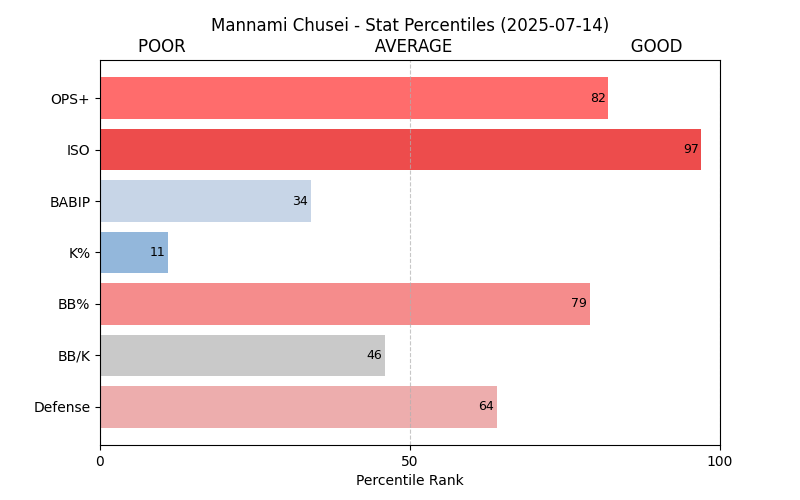 Mannami Chusei - Stat Percentiles (2025-07-14)
POOR AVERAGE GOOD
OPS+ 82
ISO 97
BABIP 34
K% 11
BB% 79
BB/K 46
Defense 64
0 50 100
Percentile Rank